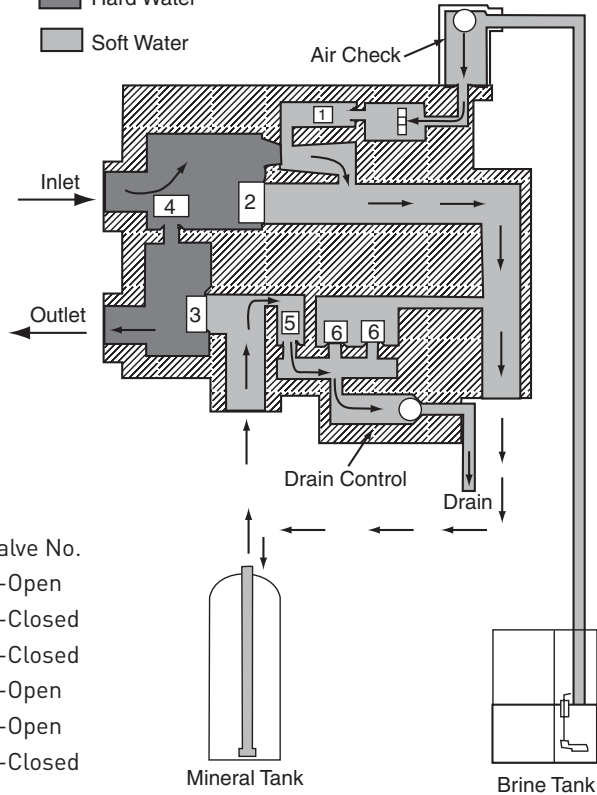 Hard Water
Soft Water
Air Check
1
Inlet
4
2
Outlet
3
5
6
6
Drain Control
Drain
alve No.
-Open
-Closed
-Closed
-Open
-Open
-Closed
Mineral Tank
Brine Tank